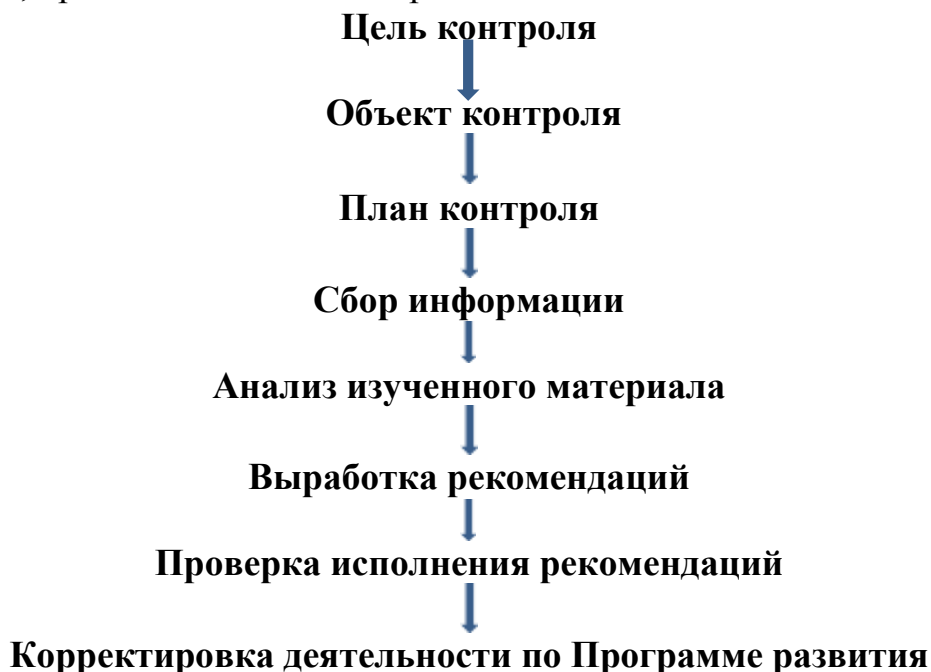 Цель контроля
Объект контроля
План контроля
Сбор информации
Анализ изученного материала
Выработка рекомендаций
Проверка исполнения рекомендаций
Корректировка деятельности по Программе развития